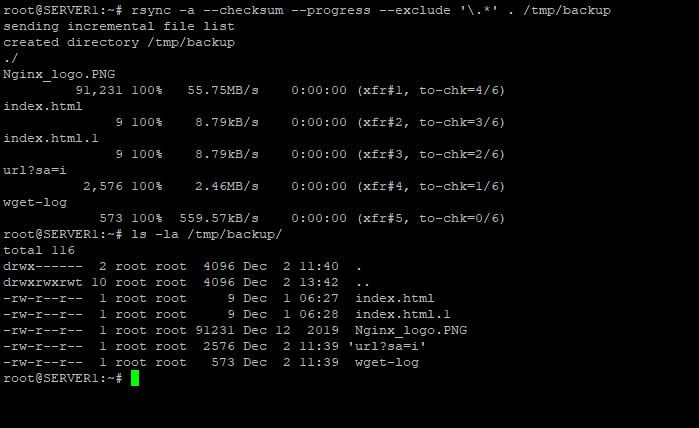 root@SERVER1:~# rsync -a --checksum --progress --exclude '\.*' . /tmp/backup
sending incremental file list
created directory /tmp/backup
./
Nginx_logo.PNG
         91,231 100%   55.75MB/s    0:00:00 (xfr#1, to-chk=4/6)
index.html
              9 100%    8.79kB/s    0:00:00 (xfr#2, to-chk=3/6)
index.html.1
              9 100%    8.79kB/s    0:00:00 (xfr#3, to-chk=2/6)
url?sa=i
          2,576 100%    2.46MB/s    0:00:00 (xfr#4, to-chk=1/6)
wget-log
            573 100%  559.57kB/s    0:00:00 (xfr#5, to-chk=0/6)
root@SERVER1:~# ls -la /tmp/backup/
total 116
drwx------  2 root root  4096 Dec  2 11:40  .
drwxrwxrwt 10 root root  4096 Dec  2 13:42  ..
-rw-r--r--  1 root root     9 Dec  1 06:27  index.html
-rw-r--r--  1 root root     9 Dec  1 06:28  index.html.1
-rw-r--r--  1 root root 91231 Dec 12  2019  Nginx_logo.PNG
-rw-r--r--  1 root root  2576 Dec  2 11:39 'url?sa=i'
-rw-r--r--  1 root root   573 Dec  2 11:39  wget-log
root@SERVER1:~#